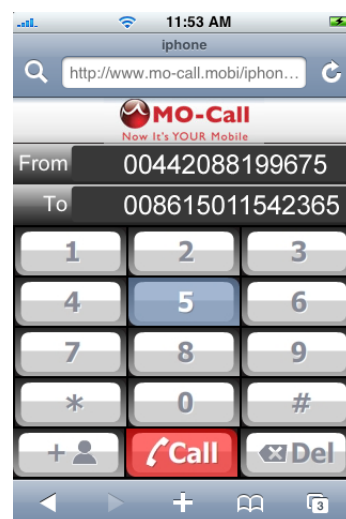 11:53 AM
iphone
http://www.mo-call.mobi/iphon...
MO-Call
Now It's YOUR Mobile
From 00442088199675
To 008615011542365
1 2 3
4 5 6
7 8 9
* 0 #
+ Call Del
3